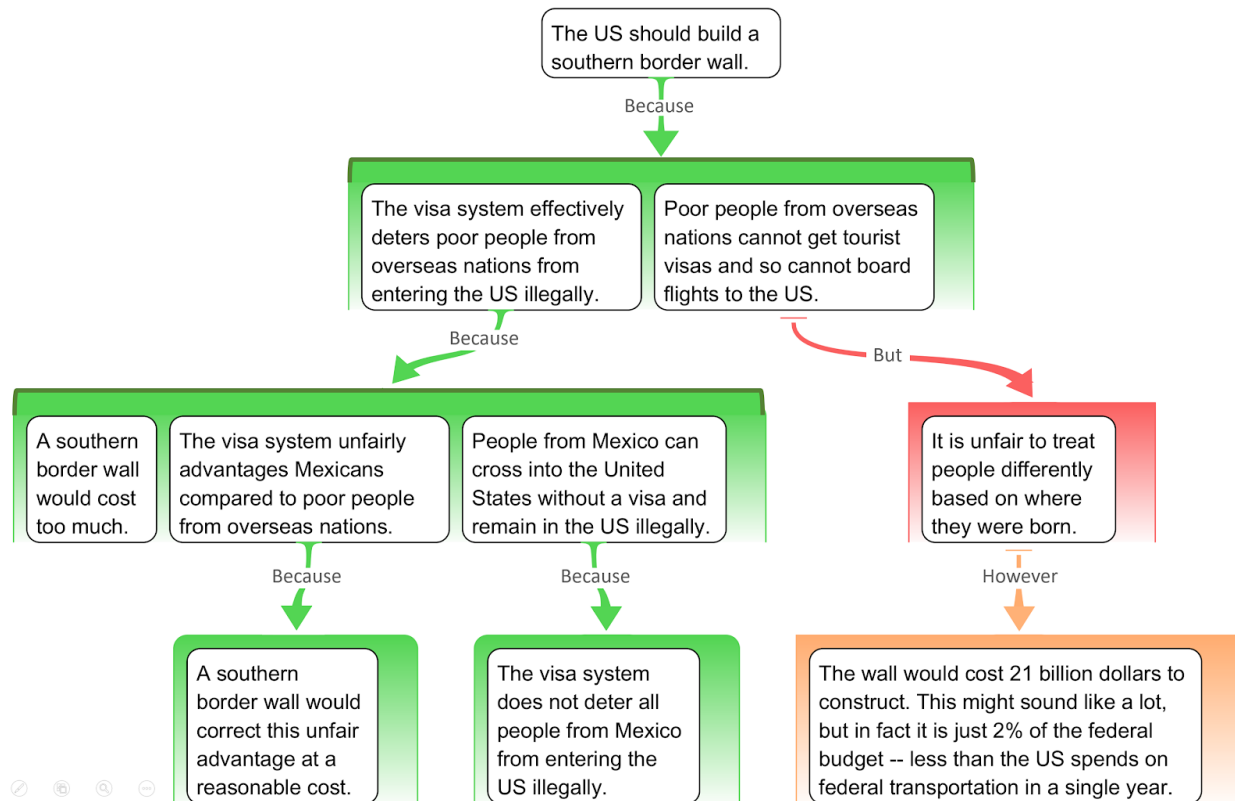 The US should build a
southern border wall.
Because
The visa system effectively
deters poor people from
overseas nations from
entering the US illegally.
Poor people from overseas
nations cannot get tourist
visas and so cannot board
flights to the US.
Because
But
A southern
border wall
would cost
too much.
The visa system unfairly
advantages Mexicans
compared to poor people
from overseas nations.
People from Mexico can
cross into the United
States without a visa and
remain in the US illegally.
It is unfair to treat
people differently
based on where
they were born.
Because
Because
However
A southern
border wall would
correct this unfair
advantage at a
reasonable cost.
The visa system
does not deter all
people from Mexico
from entering the
US illegally.
The wall would cost 21 billion dollars to
construct. This might sound like a lot,
but in fact it is just 2% of the federal
budget -- less than the US spends on
federal transportation in a single year.